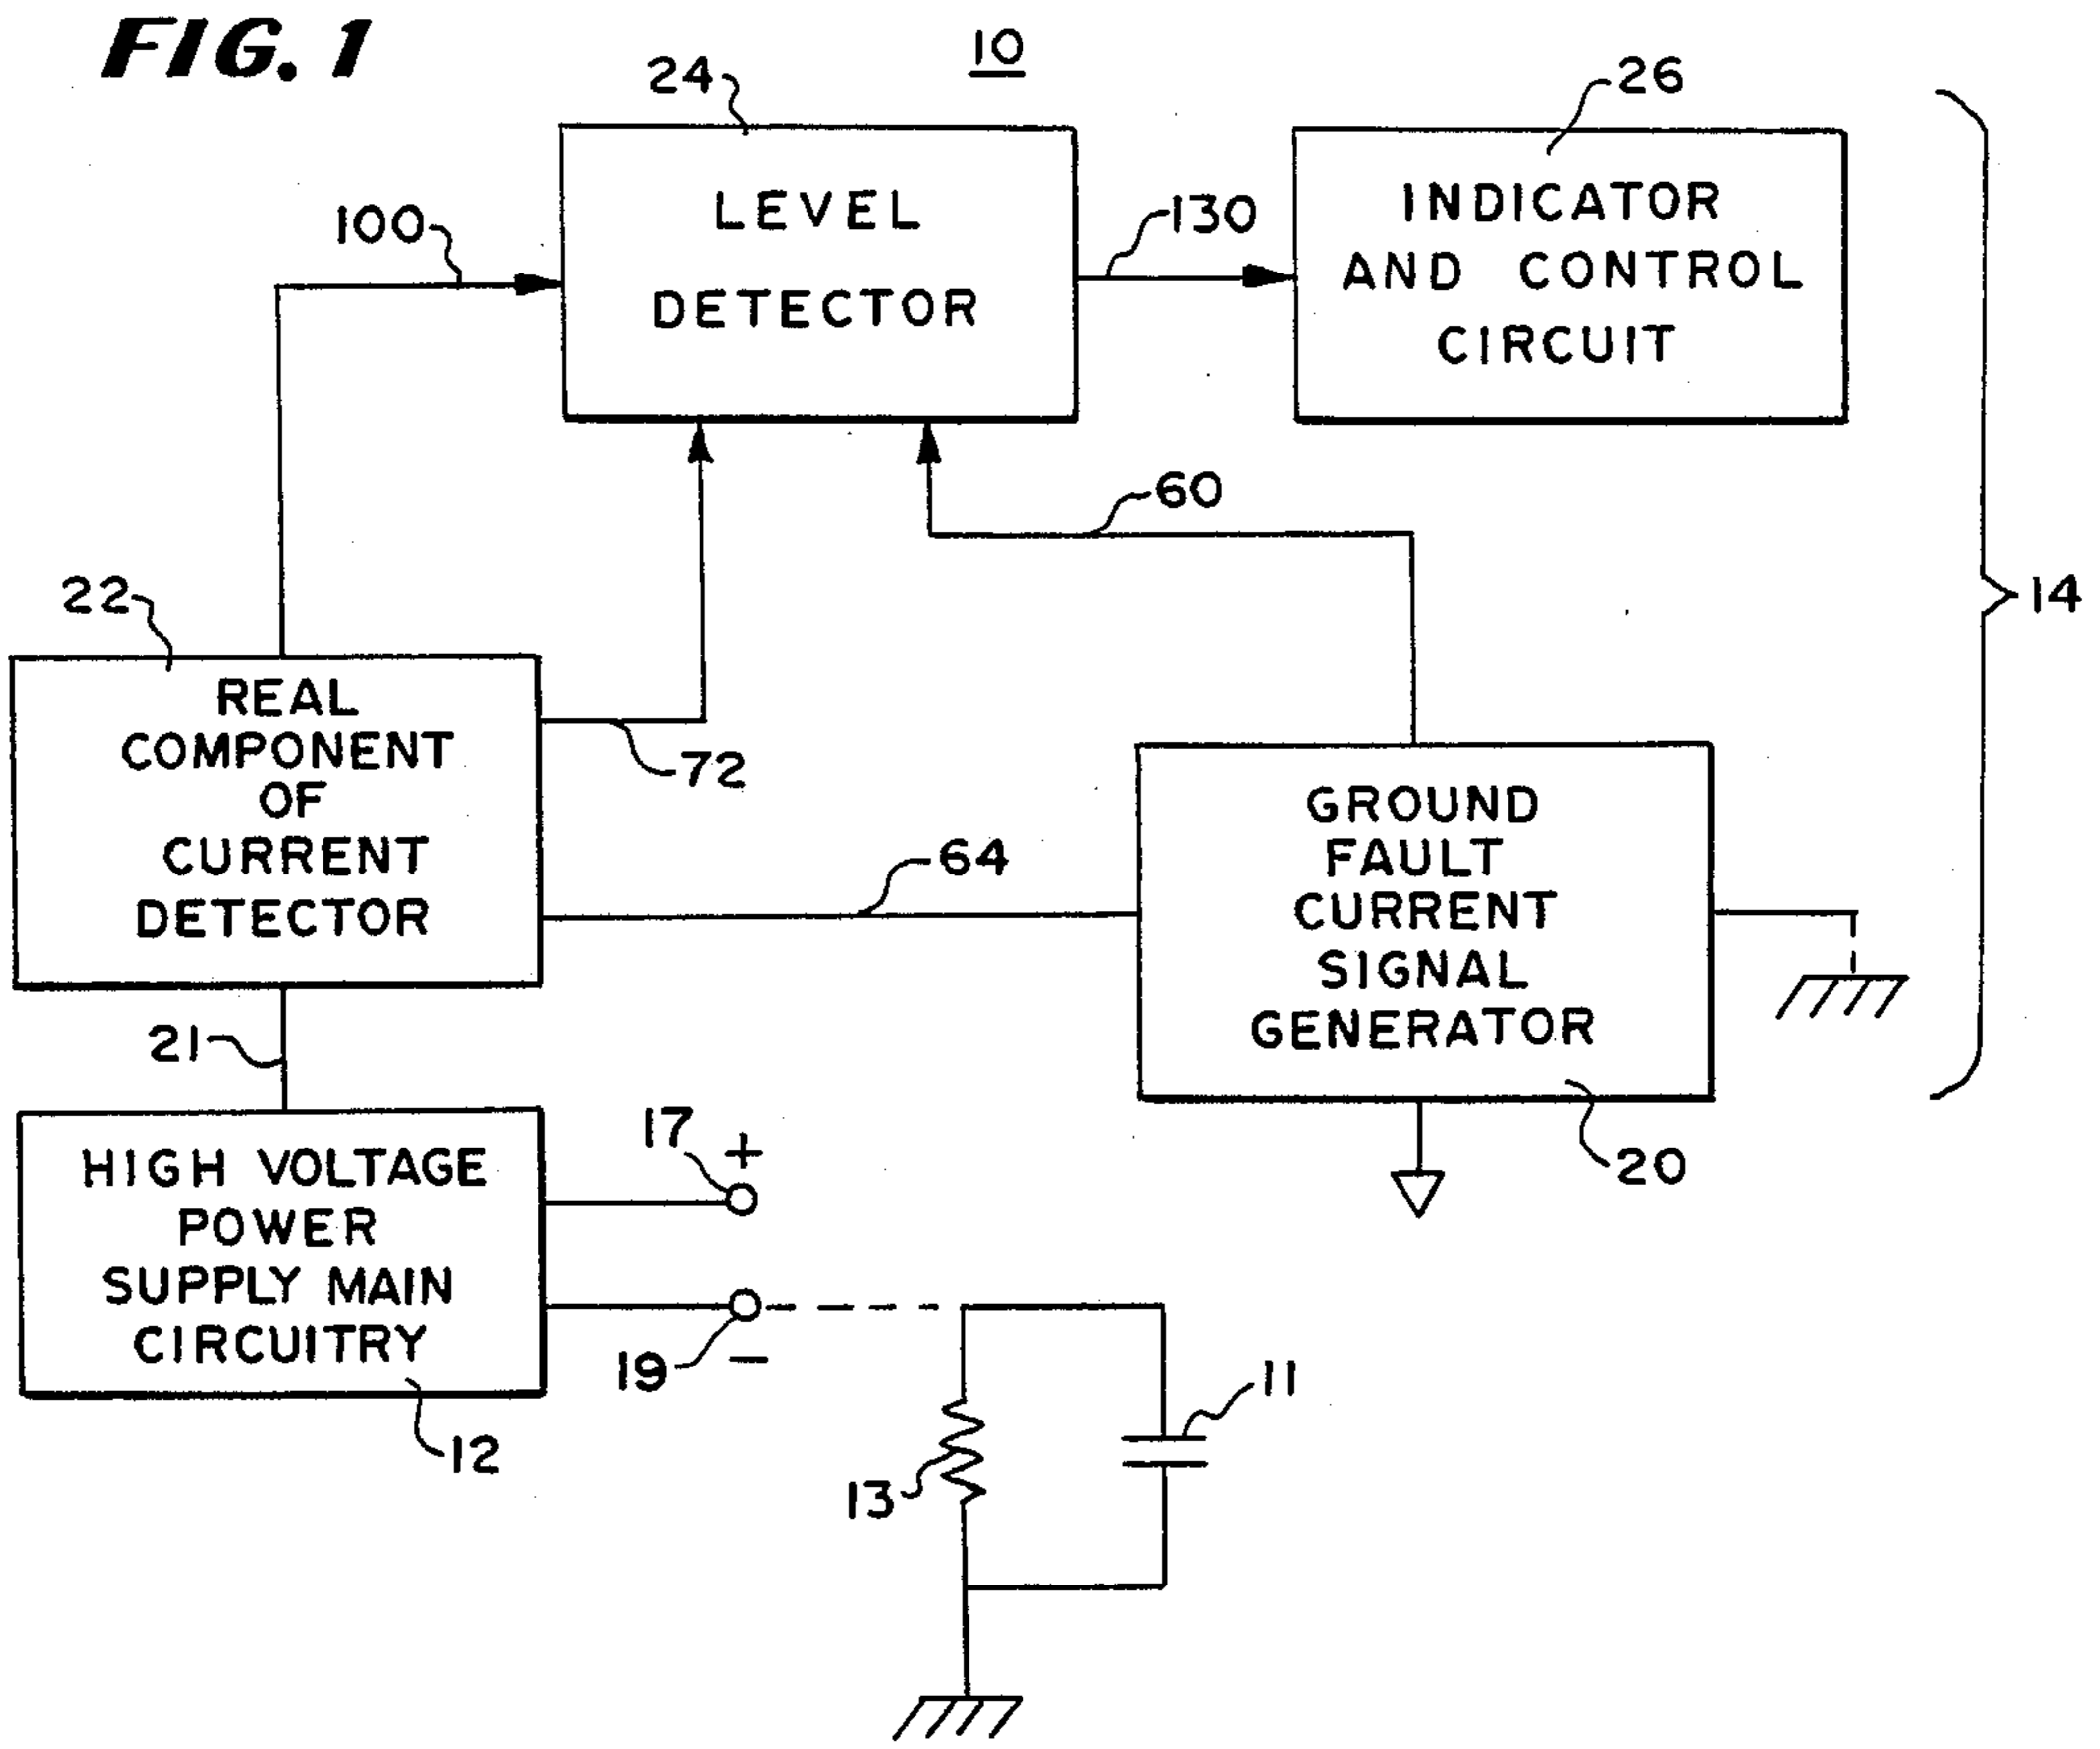 FIG. 1
10
24
26
LEVEL
DETECTOR
INDICATOR
AND CONTROL
CIRCUIT
100
130
60
14
22
REAL
COMPONENT
OF
CURRENT
DETECTOR
72
64
GROUND
FAULT
CURRENT
SIGNAL
GENERATOR
21
20
HIGH VOLTAGE
POWER
SUPPLY MAIN
CIRCUITRY
17
+
19
−
12
11
13